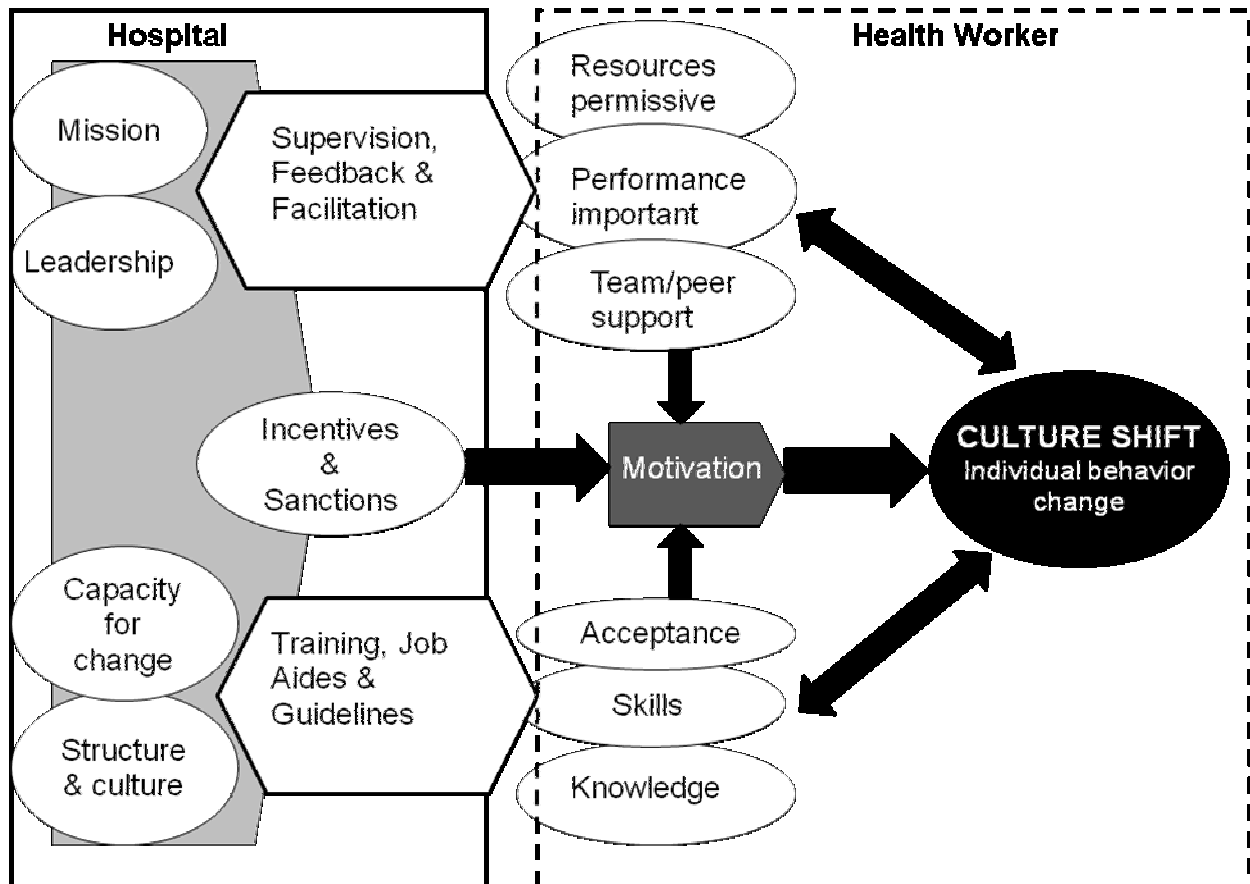 Hospital
Mission
Leadership
Supervision,
Feedback &
Facilitation
Incentives
&
Sanctions
Capacity
for
change
Structure
& culture
Training, Job
Aides &
Guidelines
Health Worker
Resources
permissive
Performance
important
Team/peer
support
Motivation
Acceptance
Skills
Knowledge
CULTURE SHIFT
Individual behavior
change